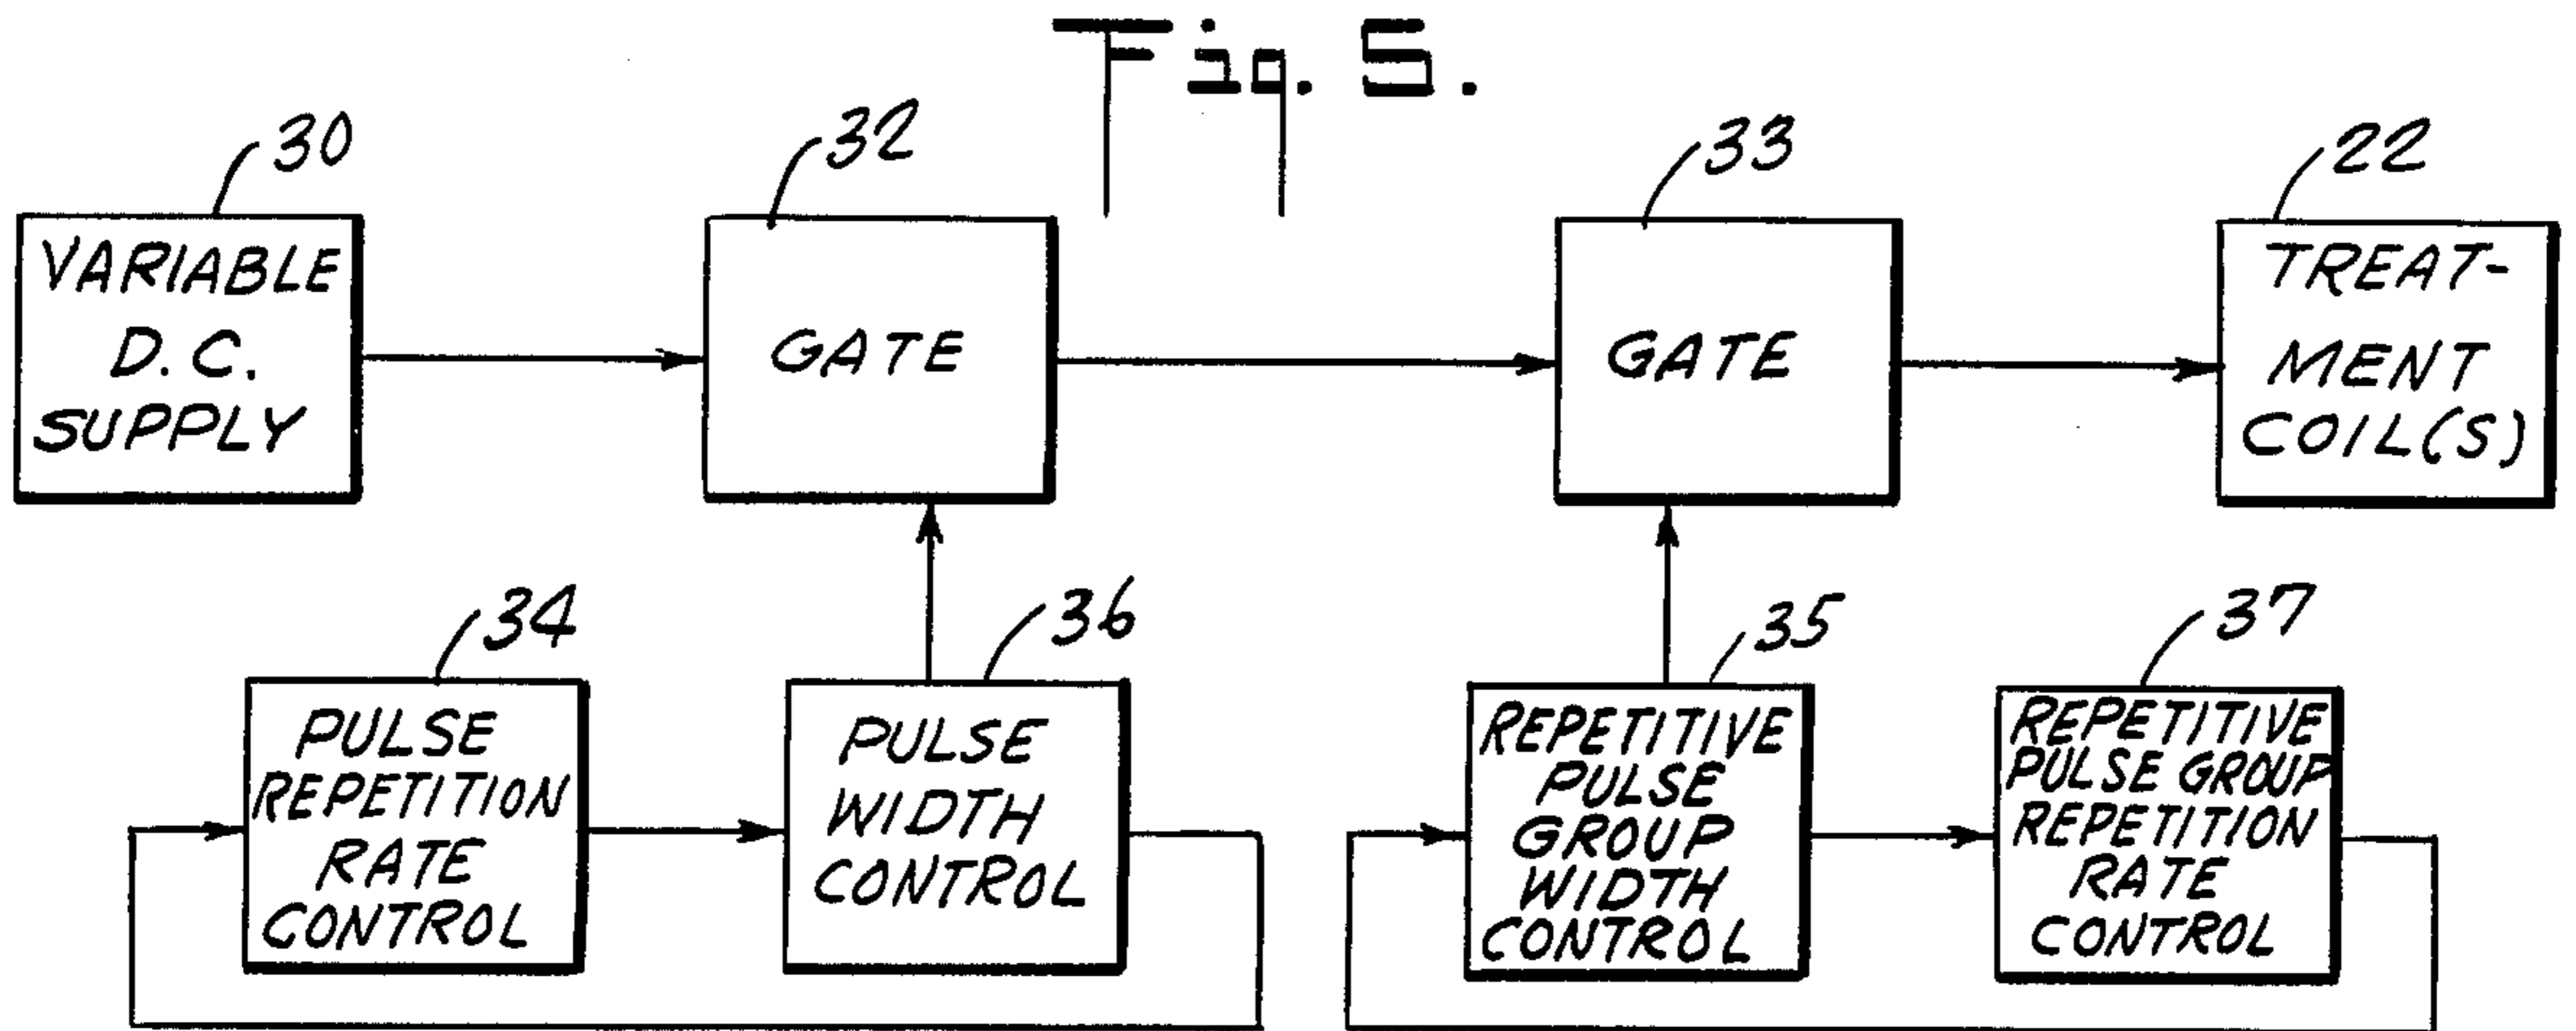 Fig. 5.
30
VARIABLE
D.C.
SUPPLY
32
GATE
33
GATE
22
TREAT-
MENT
COIL(S)
34
PULSE
REPETITION
RATE
CONTROL
36
PULSE
WIDTH
CONTROL
35
REPETITIVE
PULSE
GROUP
WIDTH
CONTROL
37
REPETITIVE
PULSE GROUP
REPETITION
RATE
CONTROL